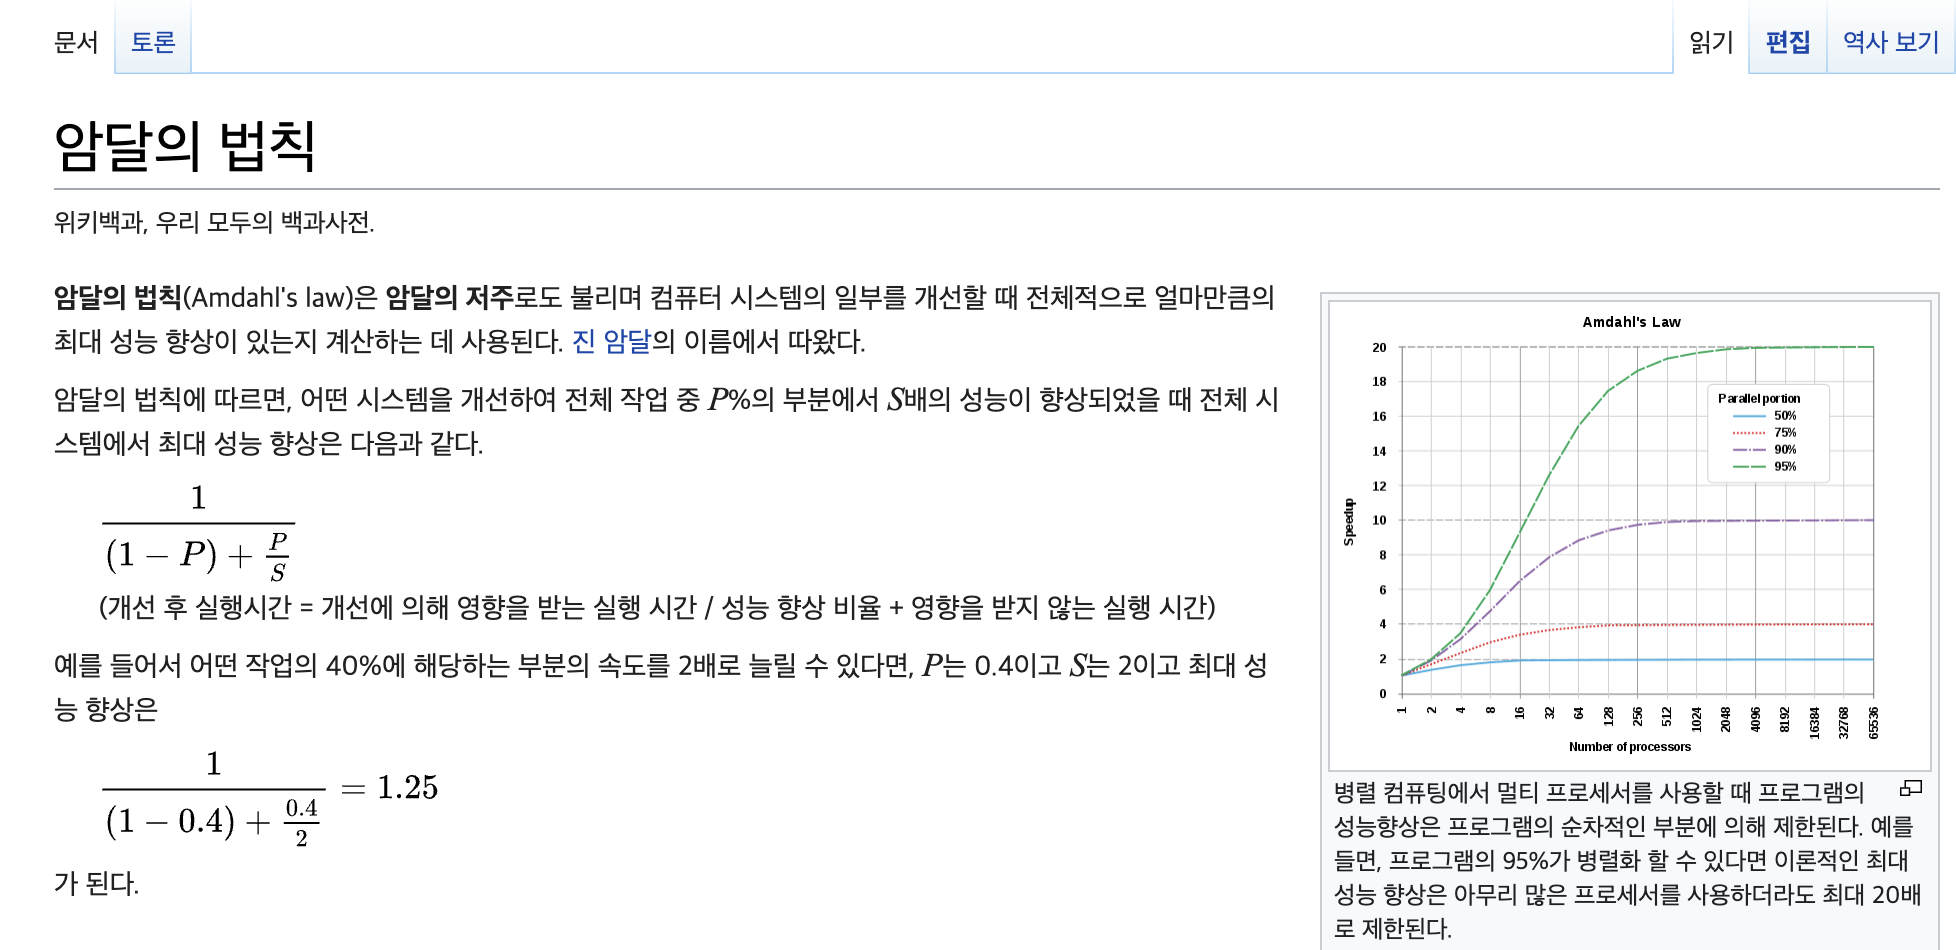 문서 토론 읽기 편집 역사 보기
암달의 법칙
위키백과, 우리 모두의 백과사전.
암달의 법칙(Amdahl's law)은 암달의 저주로도 불리며 컴퓨터 시스템의 일부를 개선할 때 전체적으로 얼마만큼의
최대 성능 향상이 있는지 계산하는 데 사용된다. 진 암달의 이름에서 따왔다.
암달의 법칙에 따르면, 어떤 시스템을 개선하여 전체 작업 중 P%의 부분에서 S배의 성능이 향상되었을 때 전체 시
스템에서 최대 성능 향상은 다음과 같다.
1
(1 − P) + P/S
(개선 후 실행시간 = 개선에 의해 영향을 받는 실행 시간 / 성능 향상 비율 + 영향을 받지 않는 실행 시간)
예를 들어서 어떤 작업의 40%에 해당하는 부분의 속도를 2배로 늘릴 수 있다면, P는 0.4이고 S는 2이고 최대 성
능 향상은
1
(1 − 0.4) + 0.4/2 = 1.25
가 된다.
Amdahl's Law
20
18
16
14
12
10
8
6
4
2
0
Speedup
Parallel portion
50%
75%
90%
95%
1 2 4 8 16 32 64 128 256 512 1024 2048 4096 8192 16384 32768 65536
Number of processors
병렬 컴퓨팅에서 멀티 프로세서를 사용할 때 프로그램의
성능향상은 프로그램의 순차적인 부분에 의해 제한된다. 예를
들면, 프로그램의 95%가 병렬화 할 수 있다면 이론적인 최대
성능 향상은 아무리 많은 프로세서를 사용하더라도 최대 20배
로 제한된다.